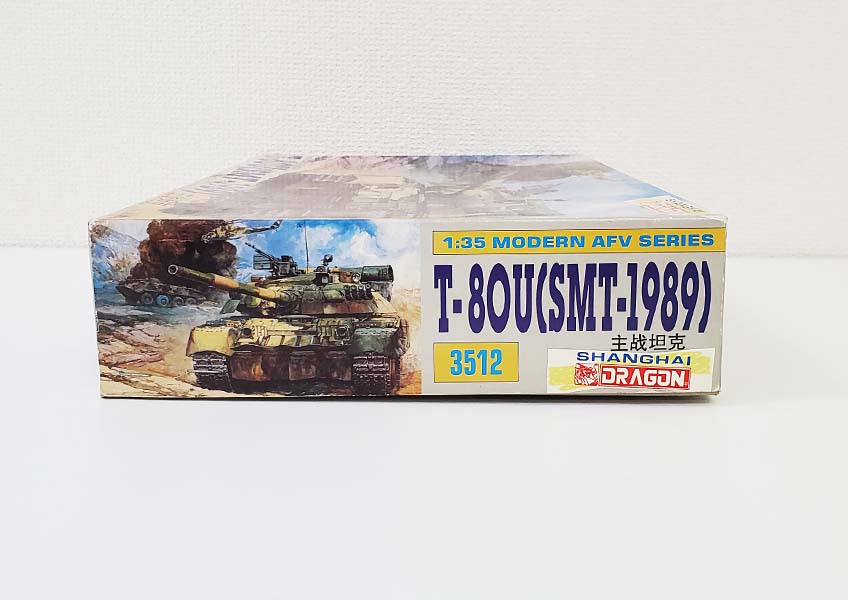 1:35 MODERN AFV SERIES
T-80U(SMT-1989)
主战坦克
3512
SHANGHAI
DRAGON